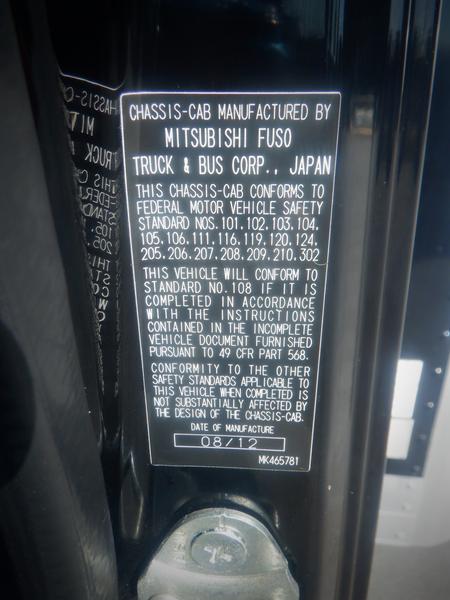 CHASSIS-CAB MANUFACTURED BY
MITSUBISHI FUSO
TRUCK & BUS CORP., JAPAN
THIS CHASSIS-CAB CONFORMS TO
FEDERAL MOTOR VEHICLE SAFETY
STANDARD NOS.101,102,103,104,
105,106,111,116,119,120,124,
205,206,207,208,209,210,302
THIS VEHICLE WILL CONFORM TO
STANDARD NO.108 IF IT IS
COMPLETED IN ACCORDANCE
WITH THE INSTRUCTIONS
CONTAINED IN THE INCOMPLETE
VEHICLE DOCUMENT FURNISHED
PURSUANT TO 49 CFR PART 568.
CONFORMITY TO THE OTHER
SAFETY STANDARDS APPLICABLE TO
THIS VEHICLE WHEN COMPLETED IS
NOT SUBSTANTIALLY AFFECTED BY
THE DESIGN OF THE CHASSIS-CAB.
DATE OF MANUFACTURE
08/12
MK465781